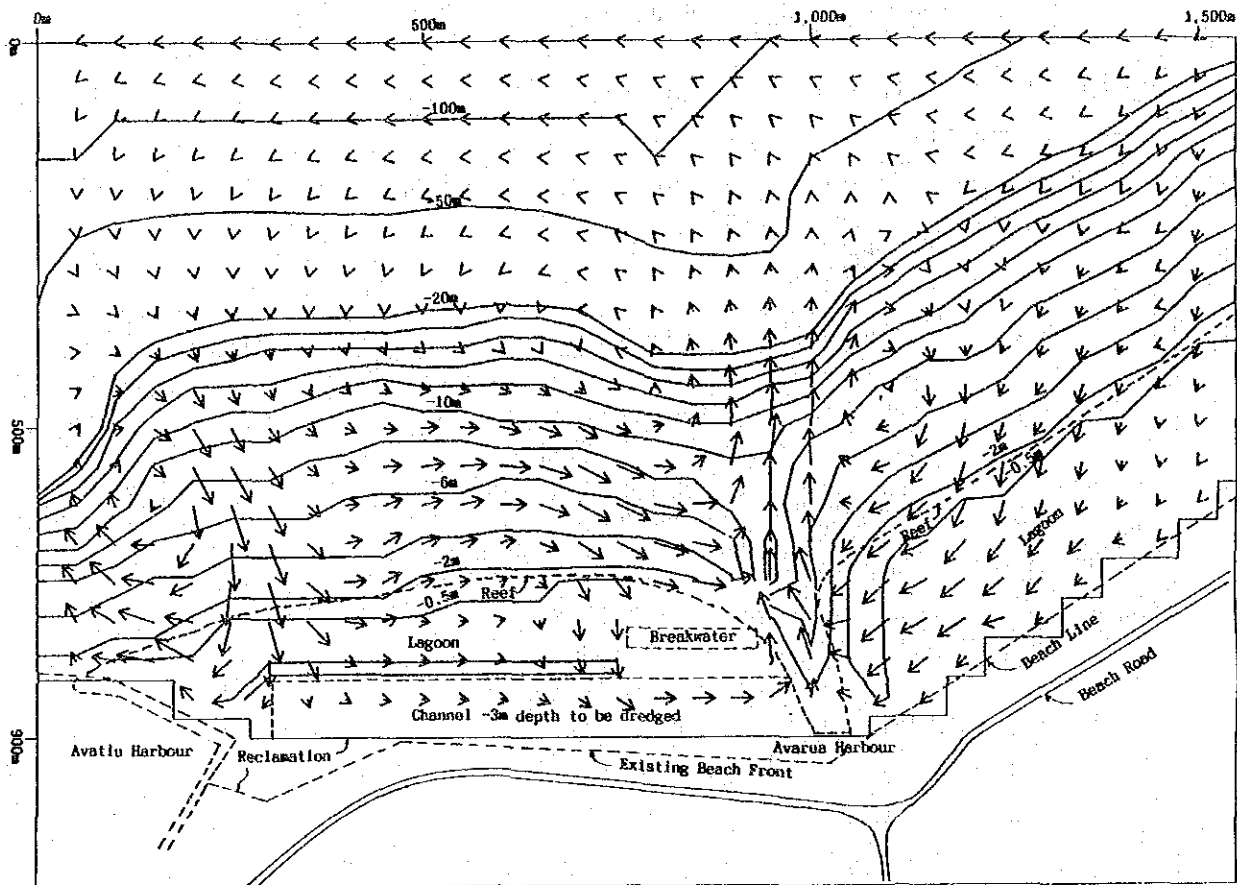 0m
500m
1,000m
1,500m
0m
-100m
-50m
-20m
-10m
500m
-6m
-2m
-0.5m
Reef
Lagoon
-2m
-0.5m
Reef
Lagoon
Breakwater
Beach Line
Beach Road
Channel -3m depth to be dredged
900m
Avatiu Harbour
Reclamation
Existing Beach Front
Avarua Harbour